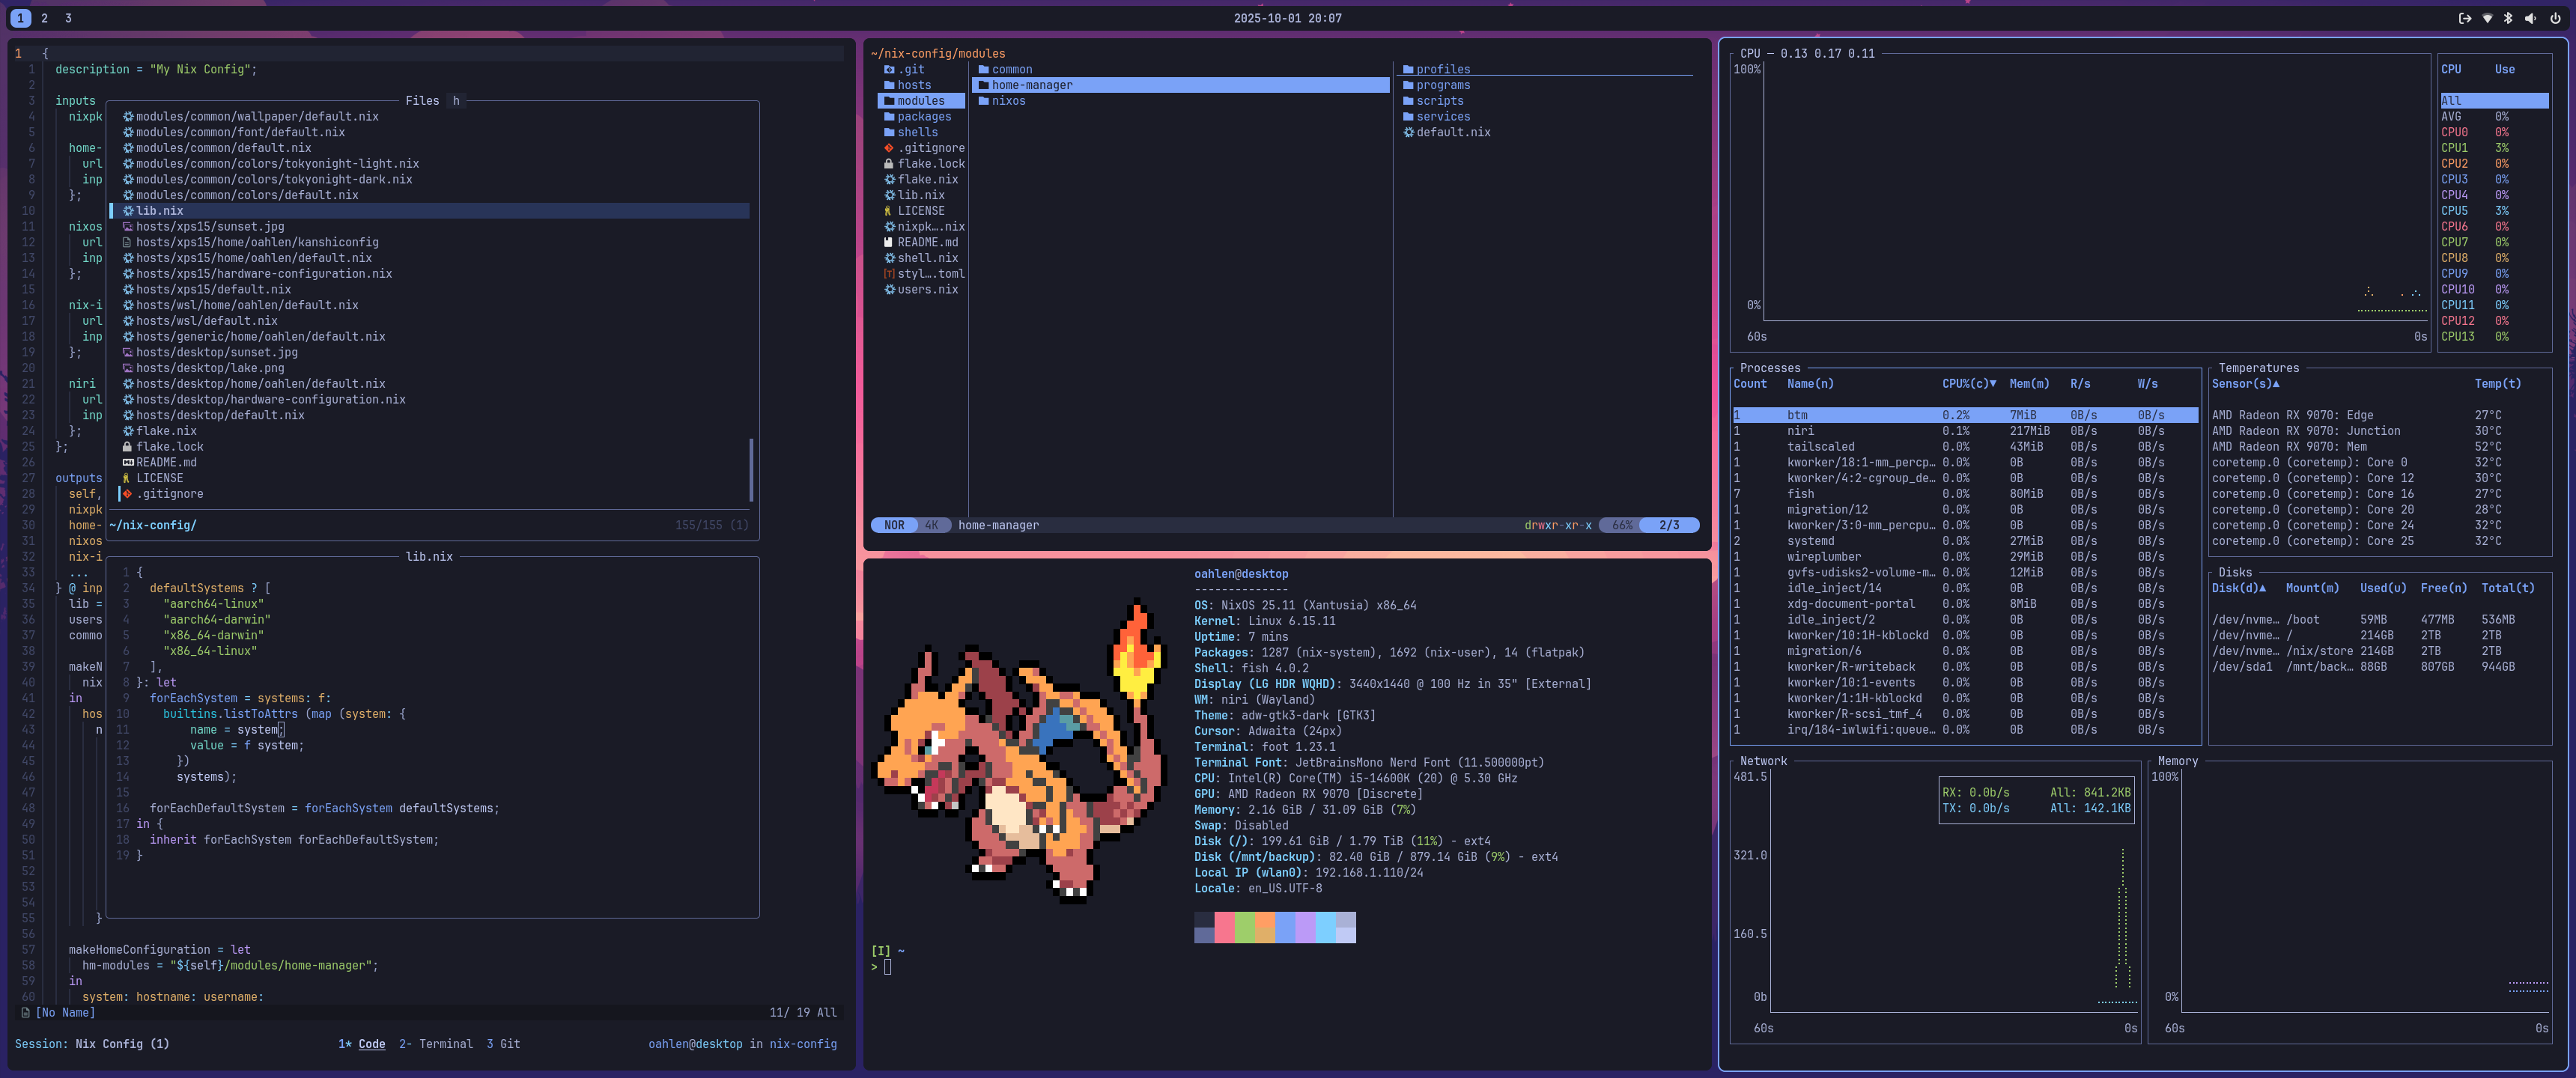 1 2 3
2025-10-01 20:07
1 {
1 description = "My Nix Config";
2
3 inputs
4 nixpk
5
6 home-
7 url
8 inp
9 };
10
11 nixos
12 url
13 inp
14 };
15
16 nix-i
17 url
18 inp
19 };
20
21 niri
22 url
23 inp
24 };
25 };
26
27 outputs
28 self,
29 nixpk
30 home-
31 nixos
32 nix-i
33 ...
34 } @ inp
35 lib =
36 users
37 commo
38
39 makeN
40 nix
41 in
42 hos
43 n
44
45
46
47
48
49
50
51
52
53
54
55 }
56
57 makeHomeConfiguration = let
58 hm-modules = "${self}/modules/home-manager";
59 in
60 system: hostname: username:
Files h
modules/common/wallpaper/default.nix
modules/common/font/default.nix
modules/common/default.nix
modules/common/colors/tokyonight-light.nix
modules/common/colors/tokyonight-dark.nix
modules/common/colors/default.nix
lib.nix
hosts/xps15/sunset.jpg
hosts/xps15/home/oahlen/kanshiconfig
hosts/xps15/home/oahlen/default.nix
hosts/xps15/hardware-configuration.nix
hosts/xps15/default.nix
hosts/wsl/home/oahlen/default.nix
hosts/wsl/default.nix
hosts/generic/home/oahlen/default.nix
hosts/desktop/sunset.jpg
hosts/desktop/lake.png
hosts/desktop/home/oahlen/default.nix
hosts/desktop/hardware-configuration.nix
hosts/desktop/default.nix
flake.nix
flake.lock
README.md
LICENSE
.gitignore
~/nix-config/ 155/155 (1)
lib.nix
1 {
2 defaultSystems ? [
3 "aarch64-linux"
4 "aarch64-darwin"
5 "x86_64-darwin"
6 "x86_64-linux"
7 ],
8 }: let
9 forEachSystem = systems: f:
10 builtins.listToAttrs (map (system: {
11 name = system;
12 value = f system;
13 })
14 systems);
15
16 forEachDefaultSystem = forEachSystem defaultSystems;
17 in {
18 inherit forEachSystem forEachDefaultSystem;
19 }
[No Name] 11/ 19 All
Session: Nix Config (1) 1* Code 2- Terminal 3 Git oahlen@desktop in nix-config
~/nix-config/modules
.git
hosts
modules
packages
shells
.gitignore
flake.lock
flake.nix
lib.nix
LICENSE
nixpk….nix
README.md
shell.nix
styl….toml
users.nix
common
home-manager
nixos
profiles
programs
scripts
services
default.nix
NOR 4K home-manager drwxr-xr-x 66% 2/3
oahlen@desktop
--------------
OS: NixOS 25.11 (Xantusia) x86_64
Kernel: Linux 6.15.11
Uptime: 7 mins
Packages: 1287 (nix-system), 1692 (nix-user), 14 (flatpak)
Shell: fish 4.0.2
Display (LG HDR WQHD): 3440x1440 @ 100 Hz in 35" [External]
WM: niri (Wayland)
Theme: adw-gtk3-dark [GTK3]
Cursor: Adwaita (24px)
Terminal: foot 1.23.1
Terminal Font: JetBrainsMono Nerd Font (11.500000pt)
CPU: Intel(R) Core(TM) i5-14600K (20) @ 5.30 GHz
GPU: AMD Radeon RX 9070 [Discrete]
Memory: 2.16 GiB / 31.09 GiB (7%)
Swap: Disabled
Disk (/): 199.61 GiB / 1.79 TiB (11%) - ext4
Disk (/mnt/backup): 82.40 GiB / 879.14 GiB (9%) - ext4
Local IP (wlan0): 192.168.1.110/24
Locale: en_US.UTF-8
[I] ~
>
CPU — 0.13 0.17 0.11
100%
0%
60s 0s
CPU Use
All
AVG 0%
CPU0 0%
CPU1 3%
CPU2 0%
CPU3 0%
CPU4 0%
CPU5 3%
CPU6 0%
CPU7 0%
CPU8 0%
CPU9 0%
CPU10 0%
CPU11 0%
CPU12 0%
CPU13 0%
Processes
Count Name(n) CPU%(c)▼ Mem(m) R/s W/s
1 btm 0.2% 7MiB 0B/s 0B/s
1 niri 0.1% 217MiB 0B/s 0B/s
1 tailscaled 0.0% 43MiB 0B/s 0B/s
1 kworker/18:1-mm_percp… 0.0% 0B 0B/s 0B/s
1 kworker/4:2-cgroup_de… 0.0% 0B 0B/s 0B/s
7 fish 0.0% 80MiB 0B/s 0B/s
1 migration/12 0.0% 0B 0B/s 0B/s
1 kworker/3:0-mm_percpu… 0.0% 0B 0B/s 0B/s
2 systemd 0.0% 27MiB 0B/s 0B/s
1 wireplumber 0.0% 29MiB 0B/s 0B/s
1 gvfs-udisks2-volume-m… 0.0% 12MiB 0B/s 0B/s
1 idle_inject/14 0.0% 0B 0B/s 0B/s
1 xdg-document-portal 0.0% 8MiB 0B/s 0B/s
1 idle_inject/2 0.0% 0B 0B/s 0B/s
1 kworker/10:1H-kblockd 0.0% 0B 0B/s 0B/s
1 migration/6 0.0% 0B 0B/s 0B/s
1 kworker/R-writeback 0.0% 0B 0B/s 0B/s
1 kworker/10:1-events 0.0% 0B 0B/s 0B/s
1 kworker/1:1H-kblockd 0.0% 0B 0B/s 0B/s
1 kworker/R-scsi_tmf_4 0.0% 0B 0B/s 0B/s
1 irq/184-iwlwifi:queue… 0.0% 0B 0B/s 0B/s
Temperatures
Sensor(s)▲ Temp(t)
AMD Radeon RX 9070: Edge 27°C
AMD Radeon RX 9070: Junction 30°C
AMD Radeon RX 9070: Mem 52°C
coretemp.0 (coretemp): Core 0 32°C
coretemp.0 (coretemp): Core 12 30°C
coretemp.0 (coretemp): Core 16 27°C
coretemp.0 (coretemp): Core 20 28°C
coretemp.0 (coretemp): Core 24 32°C
coretemp.0 (coretemp): Core 25 32°C
Disks
Disk(d)▲ Mount(m) Used(u) Free(n) Total(t)
/dev/nvme… /boot 59MB 477MB 536MB
/dev/nvme… / 214GB 2TB 2TB
/dev/nvme… /nix/store 214GB 2TB 2TB
/dev/sda1 /mnt/back… 88GB 807GB 944GB
Network
481.5
321.0
160.5
0b
60s 0s
RX: 0.0b/s All: 841.2KB
TX: 0.0b/s All: 142.1KB
Memory
100%
0%
60s 0s